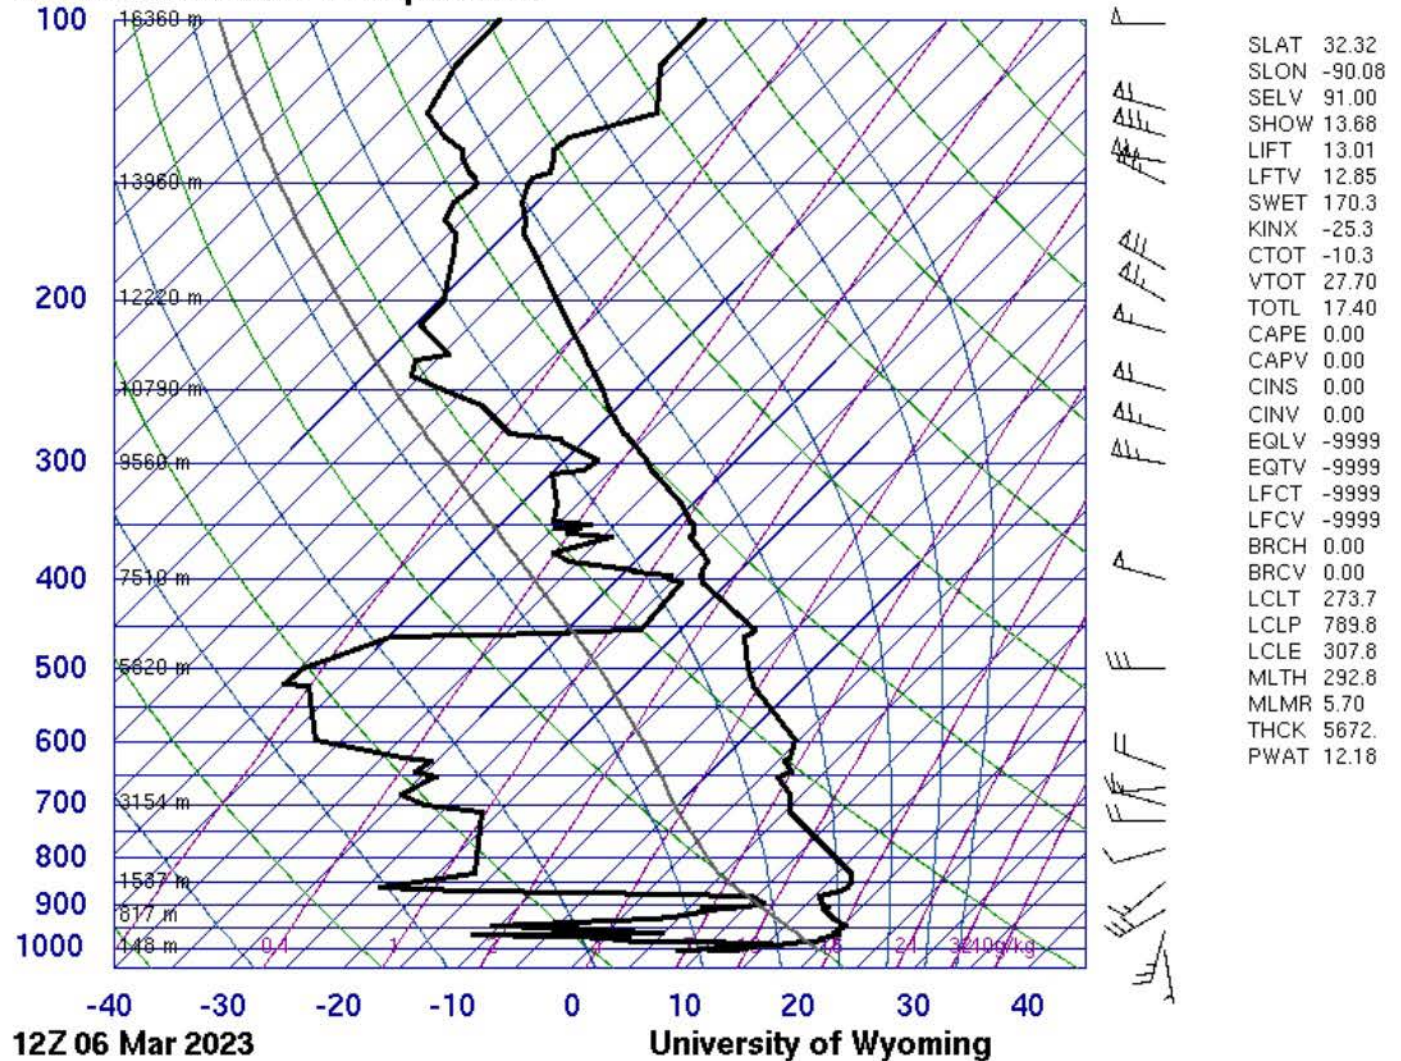 100
16360 m
13960 m
200
12220 m
10790 m
300
9560 m
400
7510 m
500
5620 m
600
700
3154 m
800
1537 m
900
817 m
1000
148 m
0.4
1
2
4
24
3240g/kg
-40
-30
-20
-10
0
10
20
30
40
12Z 06 Mar 2023
University of Wyoming
SLAT 32.32
SLON -90.08
SELV 91.00
SHOW 13.68
LIFT 13.01
LFTV 12.85
SWET 170.3
KINX -25.3
CTOT -10.3
VTOT 27.70
TOTL 17.40
CAPE 0.00
CAPV 0.00
CINS 0.00
CINV 0.00
EQLV -9999
EQTV -9999
LFCT -9999
LFCV -9999
BRCH 0.00
BRCV 0.00
LCLT 273.7
LCLP 789.8
LCLE 307.8
MLTH 292.8
MLMR 5.70
THCK 5672.
PWAT 12.18